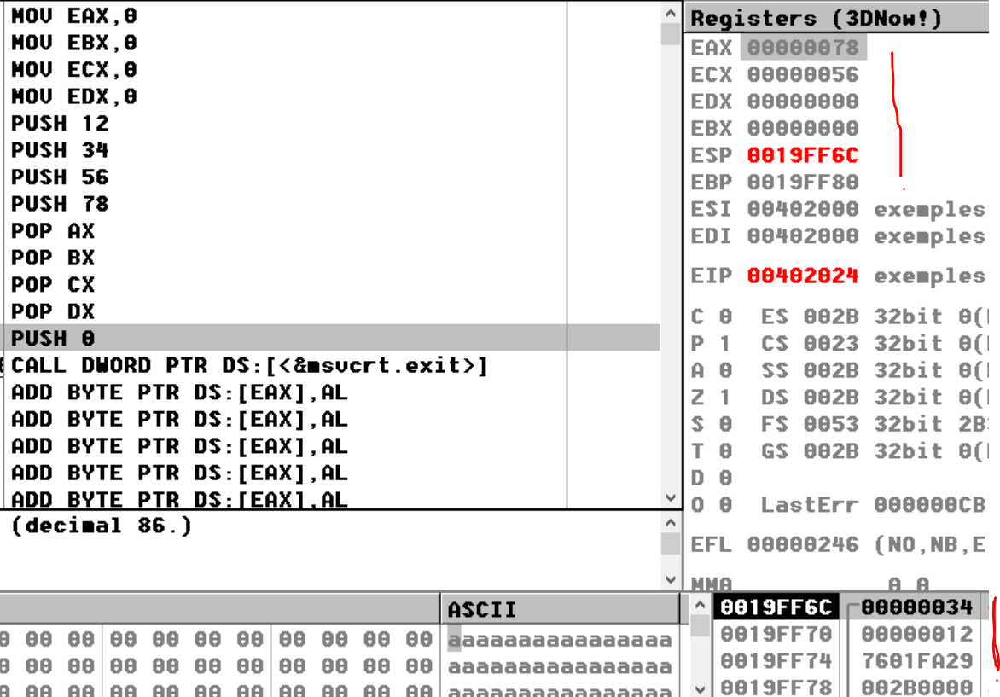 MOV EAX,0
MOV EBX,0
MOV ECX,0
MOV EDX,0
PUSH 12
PUSH 34
PUSH 56
PUSH 78
POP AX
POP BX
POP CX
POP DX
PUSH 0
CALL DWORD PTR DS:[<&msvcrt.exit>]
ADD BYTE PTR DS:[EAX],AL
ADD BYTE PTR DS:[EAX],AL
ADD BYTE PTR DS:[EAX],AL
ADD BYTE PTR DS:[EAX],AL
ADD BYTE PTR DS:[EAX],AL
(decimal 86.)
Registers (3DNow!)
EAX 00000078
ECX 00000056
EDX 00000000
EBX 00000000
ESP 0019FF6C
EBP 0019FF80
ESI 00402000 exemples
EDI 00402000 exemples
EIP 00402024 exemples
C 0 ES 002B 32bit 0(
P 1 CS 0023 32bit 0(
A 0 SS 002B 32bit 0(
Z 1 DS 002B 32bit 0(
S 0 FS 0053 32bit 2B
T 0 GS 002B 32bit 0(
D 0
O 0 LastErr 000000CB
EFL 00000246 (NO,NB,E
MM0 0 0
ASCII
0 00 00 00 00 00 00 00 00 00 00 aaaaaaaaaaaaaaaa
0 00 00 00 00 00 00 00 00 00 00 aaaaaaaaaaaaaaaa
0 00 00 00 00 00 00 00 00 00 00 aaaaaaaaaaaaaaaa
0019FF6C 00000034
0019FF70 00000012
0019FF74 7601FA29
0019FF78 002B0000